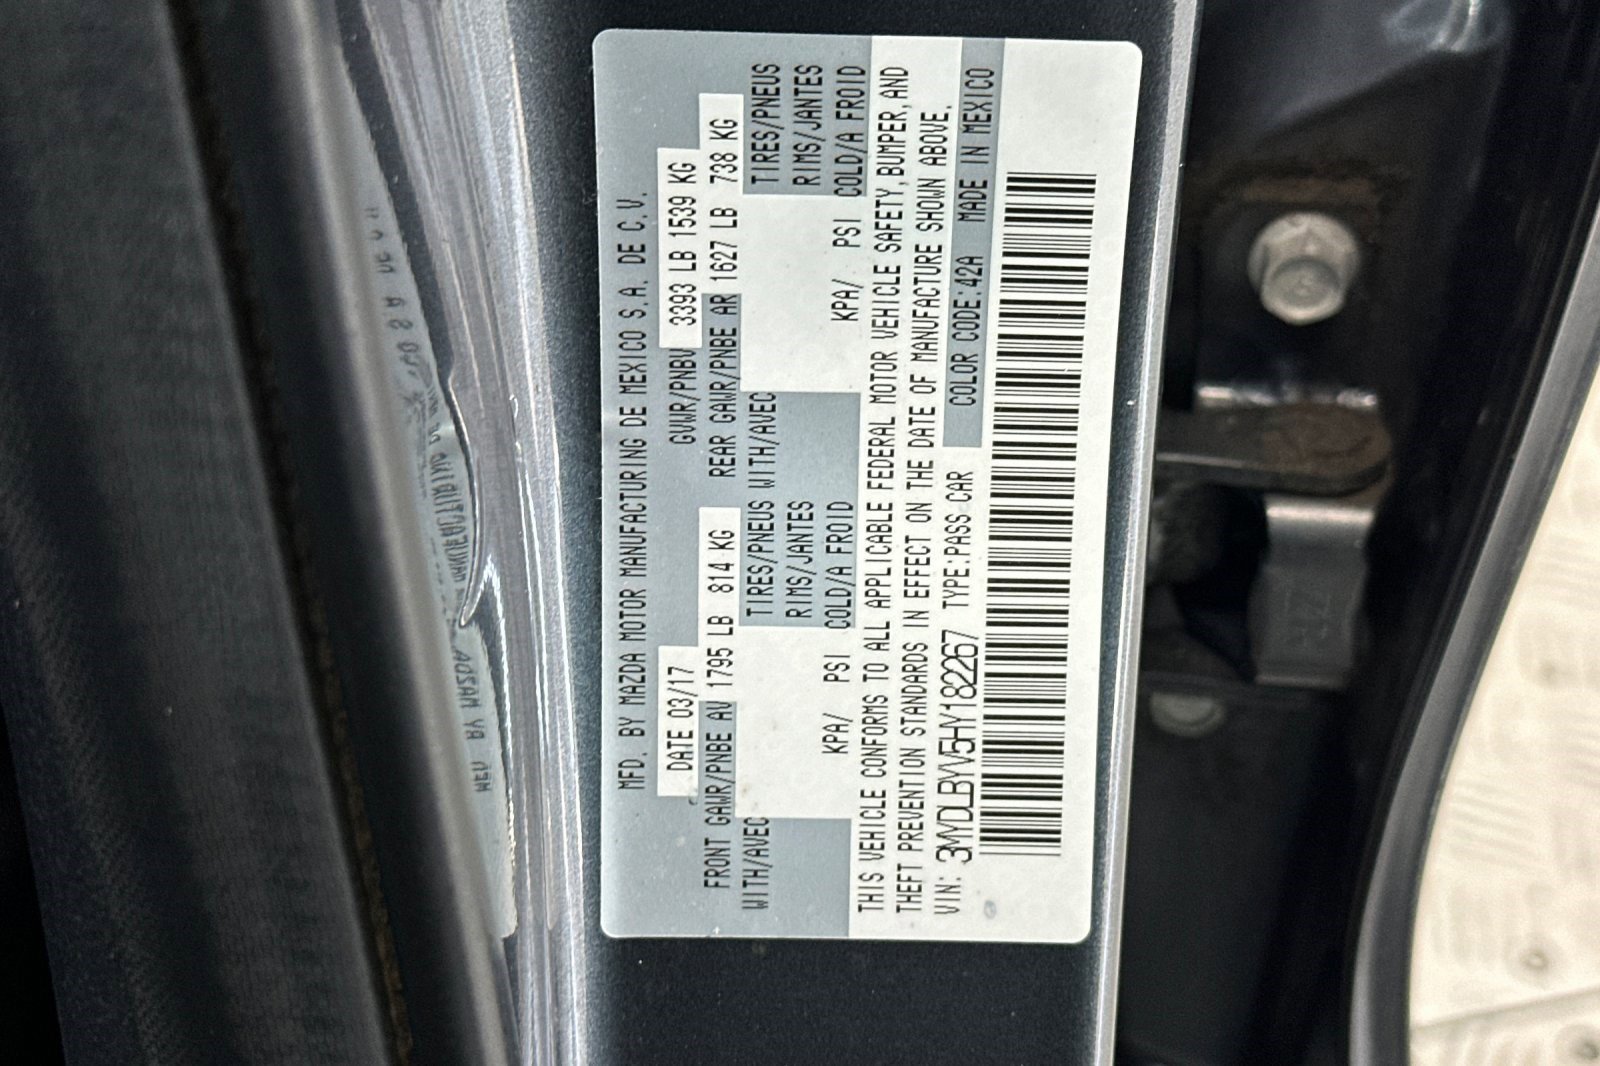 MFD. BY MAZDA MOTOR MANUFACTURING DE MEXICO S.A. DE C.V.
DATE 03/17 GVWR/PNBV 3393 LB 1539 KG
FRONT GAWR/PNBE AV 1795 LB 814 KG REAR GAWR/PNBE AR 1627 LB 738 KG
WITH/AVEC TIRES/PNEUS WITH/AVEC TIRES/PNEUS
RIMS/JANTES RIMS/JANTES
KPA/ PSI COLD/A FROID KPA/ PSI COLD/A FROID
THIS VEHICLE CONFORMS TO ALL APPLICABLE FEDERAL MOTOR VEHICLE SAFETY, BUMPER, AND
THEFT PREVENTION STANDARDS IN EFFECT ON THE DATE OF MANUFACTURE SHOWN ABOVE.
VIN: 3MYDLBYV5HY182267 TYPE:PASS CAR COLOR CODE:42A MADE IN MEXICO